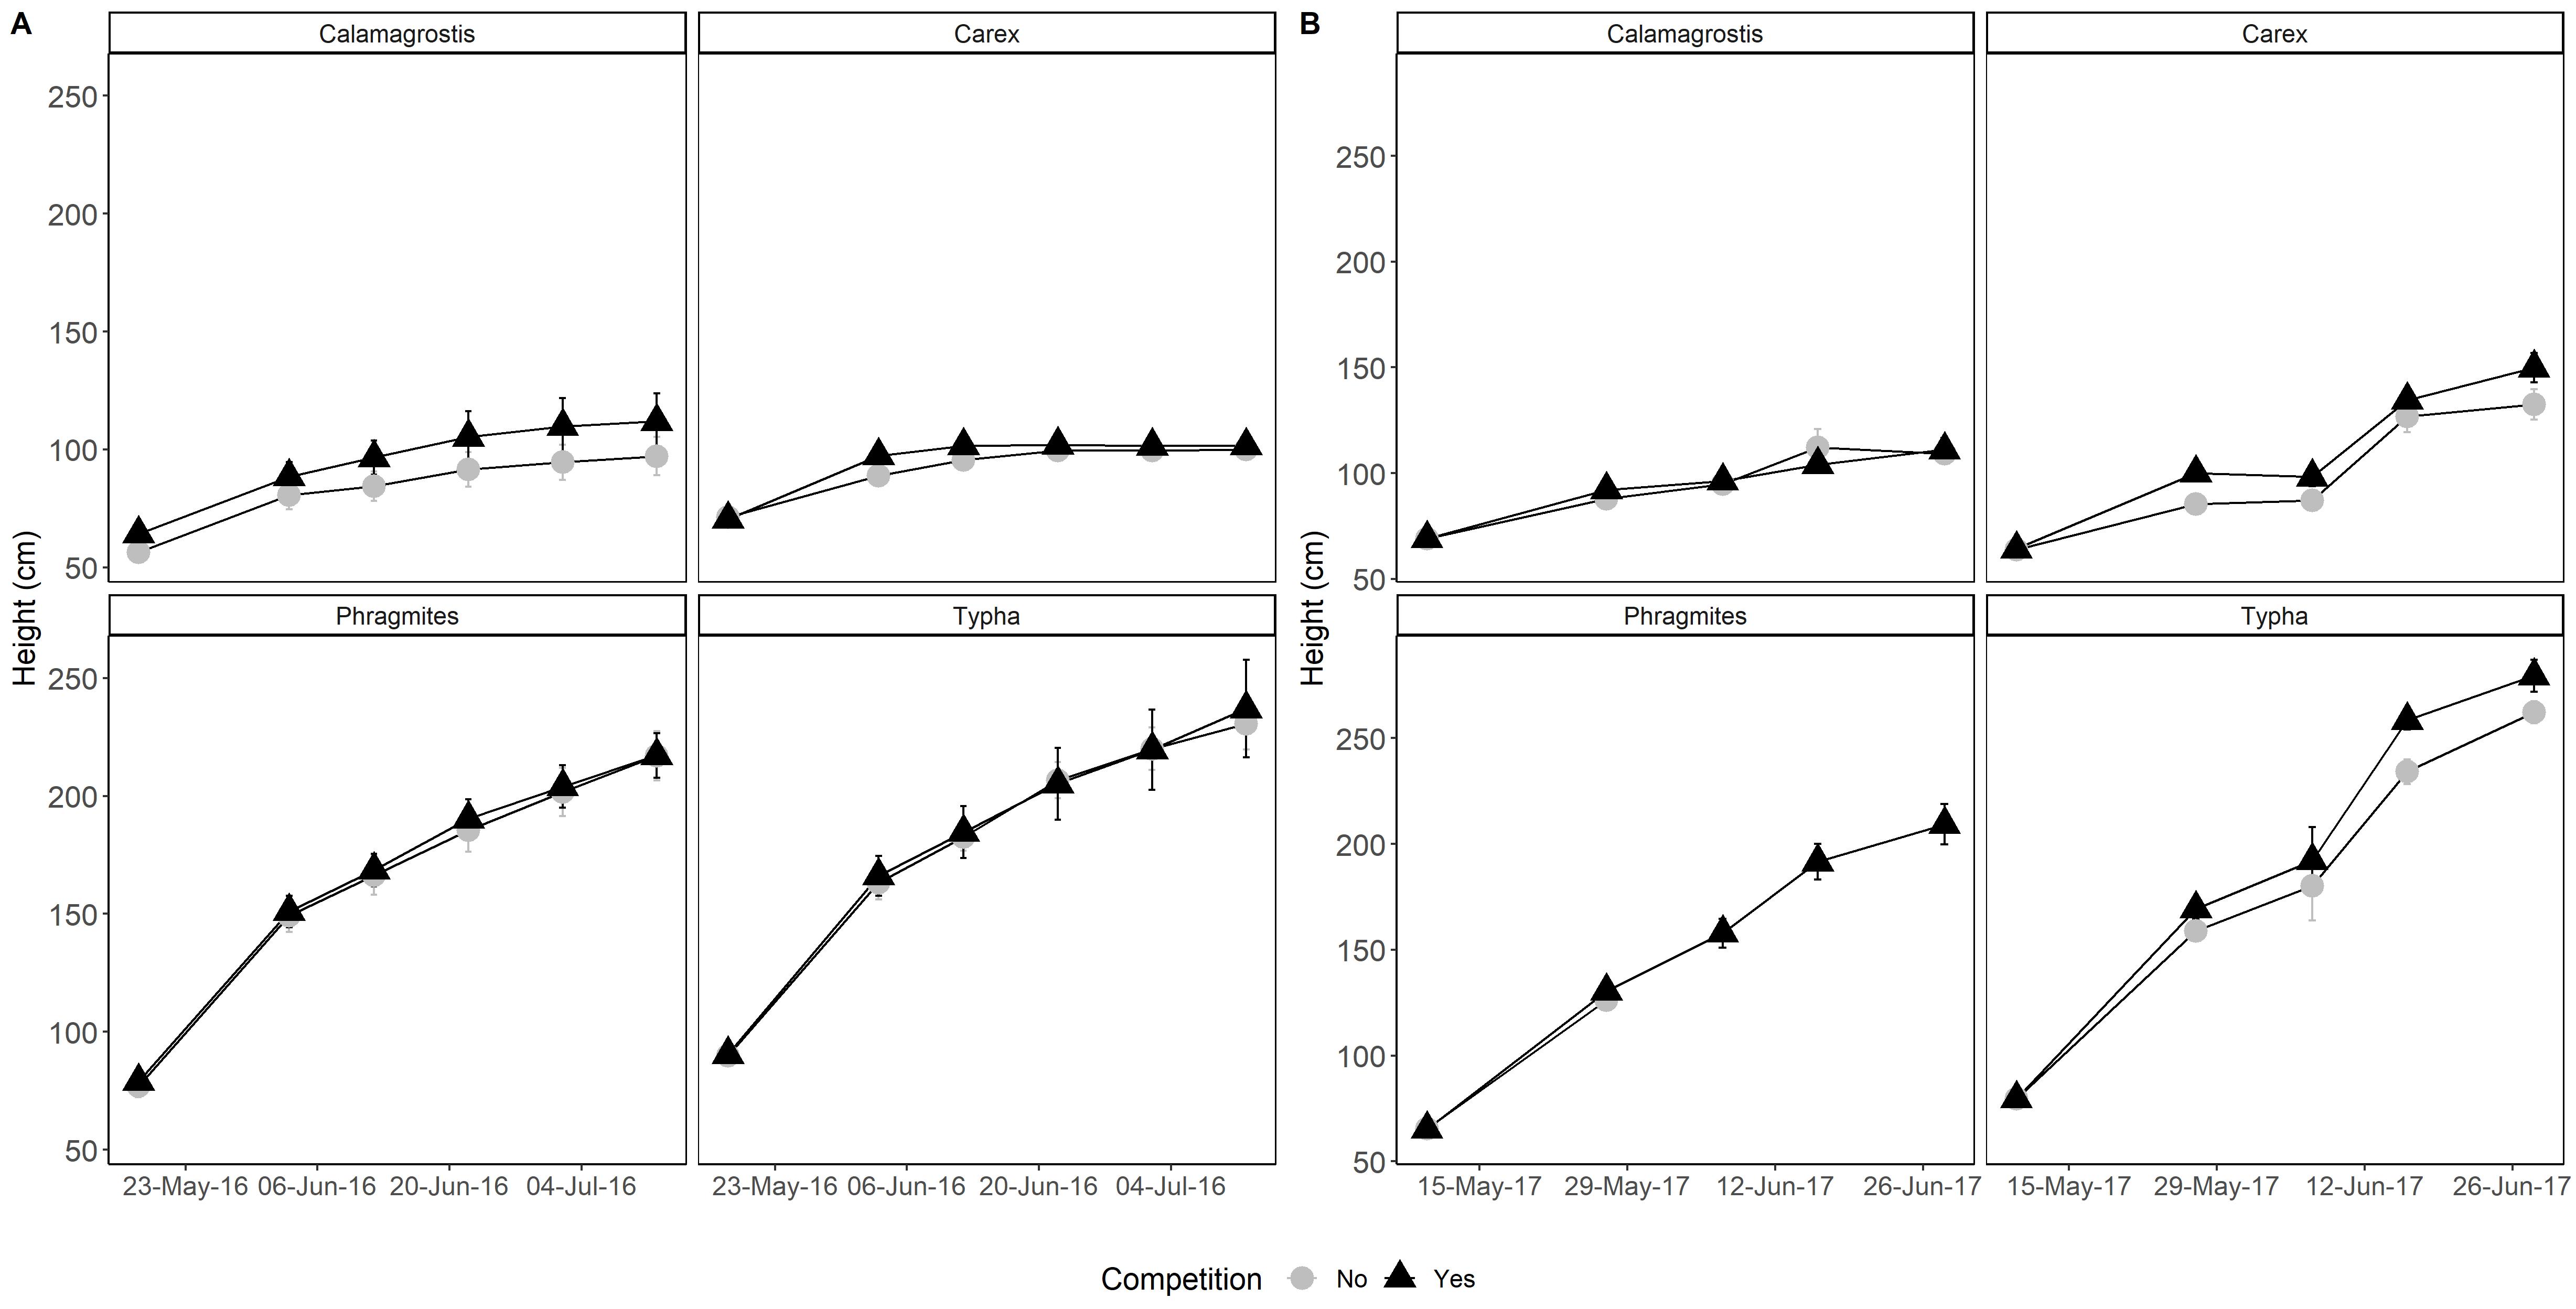 A
B
Calamagrostis
Carex
Calamagrostis
Carex
250
200
150
100
50
250
200
150
100
50
Height (cm)
Height (cm)
Phragmites
Typha
Phragmites
Typha
250
200
150
100
50
250
200
150
100
50
23-May-16 06-Jun-16 20-Jun-16 04-Jul-16
23-May-16 06-Jun-16 20-Jun-16 04-Jul-16
15-May-17 29-May-17 12-Jun-17 26-Jun-17
15-May-17 29-May-17 12-Jun-17 26-Jun-17
Competition No Yes